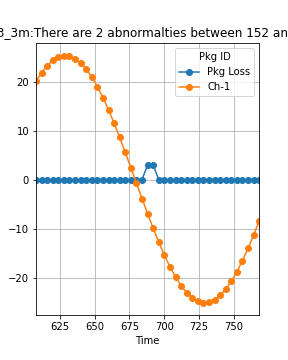 3_3m:There are 2 abnormalties between 152 an
Pkg ID
Pkg Loss
Ch-1
20
10
0
−10
−20
625
650
675
700
725
750
Time